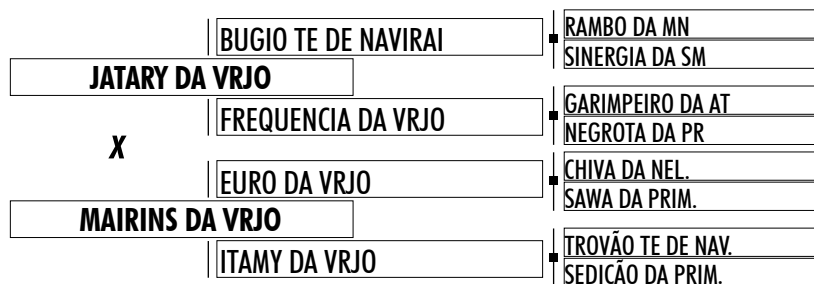 BUGIO TE DE NAVIRAI
RAMBO DA MN
SINERGIA DA SM
JATARY DA VRJO
FREQUENCIA DA VRJO
GARIMPEIRO DA AT
NEGROTA DA PR
X
EURO DA VRJO
CHIVA DA NEL.
SAWA DA PRIM.
MAIRINS DA VRJO
ITAMY DA VRJO
TROVÃO TE DE NAV.
SEDICÃO DA PRIM.